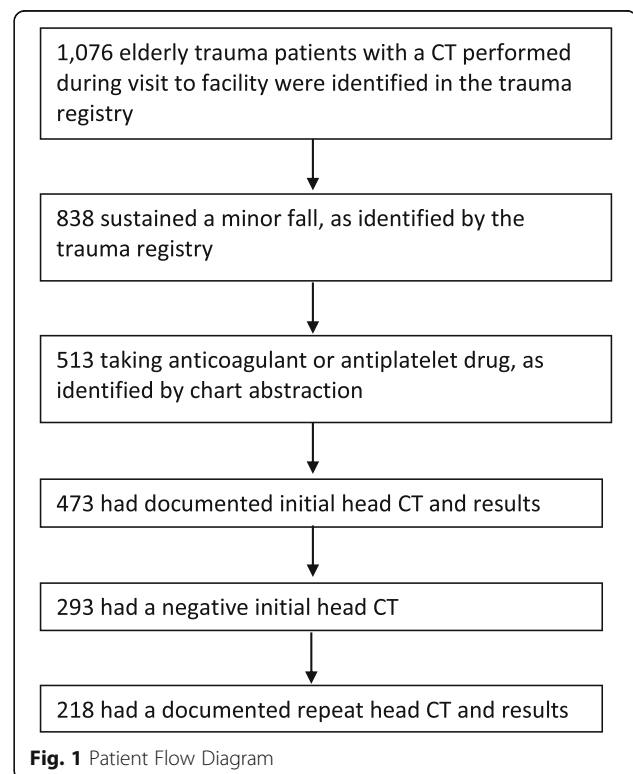 1,076 elderly trauma patients with a CT performed
during visit to facility were identified in the trauma
registry
838 sustained a minor fall, as identified by the
trauma registry
513 taking anticoagulant or antiplatelet drug, as
identified by chart abstraction
473 had documented initial head CT and results
293 had a negative initial head CT
218 had a documented repeat head CT and results
Fig. 1 Patient Flow Diagram